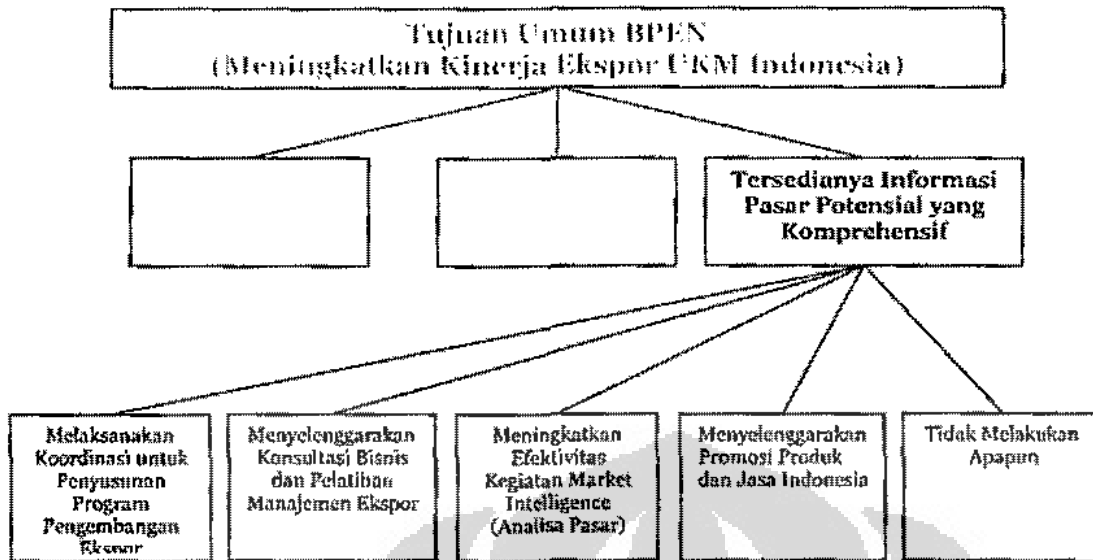 Tujuan Umum BPEN
(Meningkatkan Kinerja Ekspor UKM Indonesia)
Tersedianya Informasi
Pasar Potensial yang
Komprehensif
Melaksanakan
Koordinasi untuk
Penyusunan
Program
Pengembangan
Ekspor
Menyelenggarakan
Konsultasi Bisnis
dan Pelatihan
Manajemen Ekspor
Meningkatkan
Efektivitas
Kegiatan Market
Intelligence
(Analisa Pasar)
Menyelenggarakan
Promosi Produk
dan Jasa Indonesia
Tidak Melakukan
Apapun